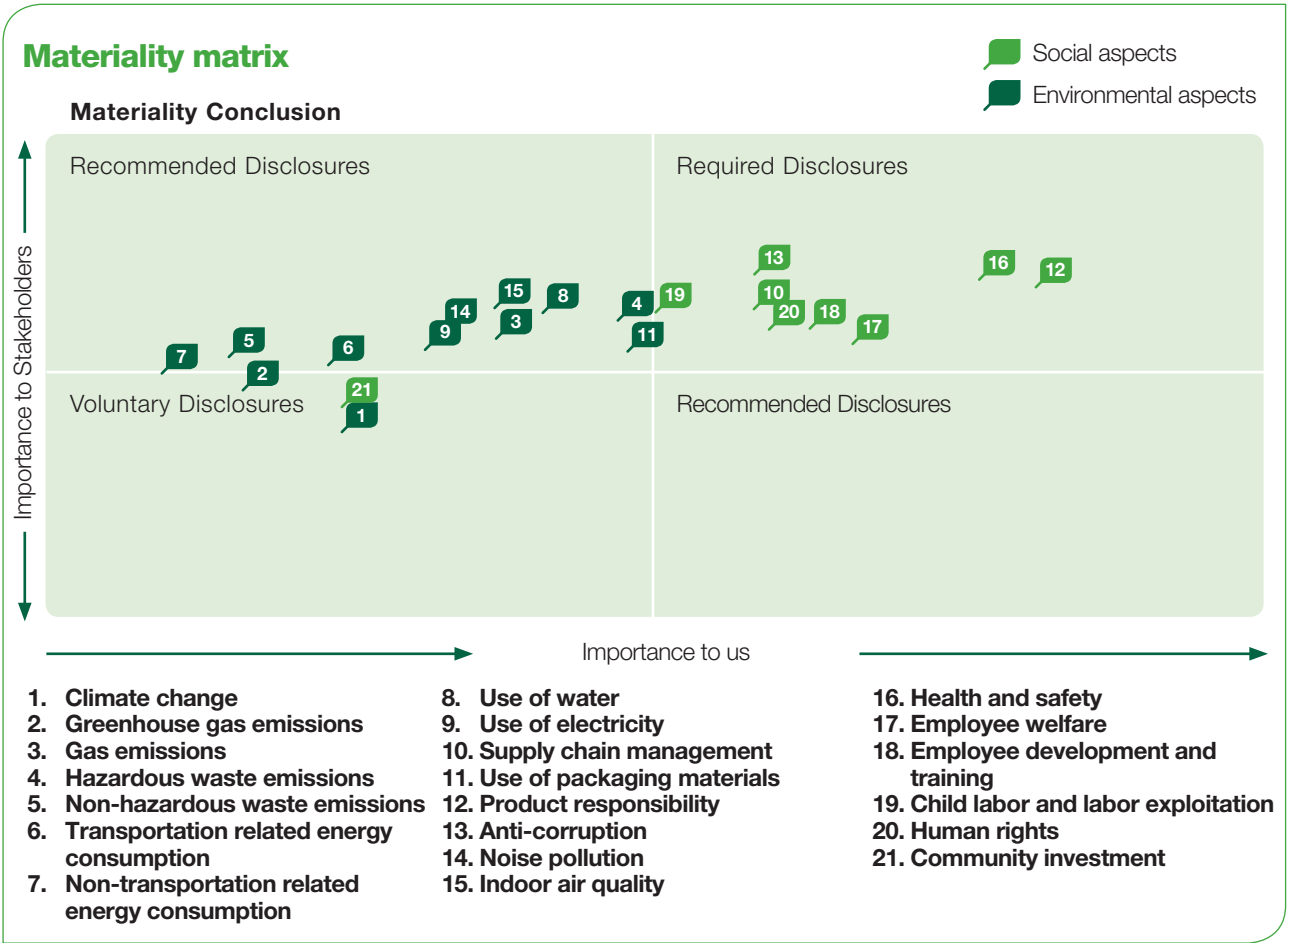 Materiality matrix
Social aspects
Environmental aspects
Materiality Conclusion
Recommended Disclosures
Required Disclosures
Importance to Stakeholders
13
16
12
15
8
4
19
10
14
3
20
18
9
11
17
5
7
6
2
21
Voluntary Disclosures
1
Recommended Disclosures
Importance to us
1. Climate change
2. Greenhouse gas emissions
3. Gas emissions
4. Hazardous waste emissions
5. Non-hazardous waste emissions
6. Transportation related energy
consumption
7. Non-transportation related
energy consumption
8. Use of water
9. Use of electricity
10. Supply chain management
11. Use of packaging materials
12. Product responsibility
13. Anti-corruption
14. Noise pollution
15. Indoor air quality
16. Health and safety
17. Employee welfare
18. Employee development and
training
19. Child labor and labor exploitation
20. Human rights
21. Community investment